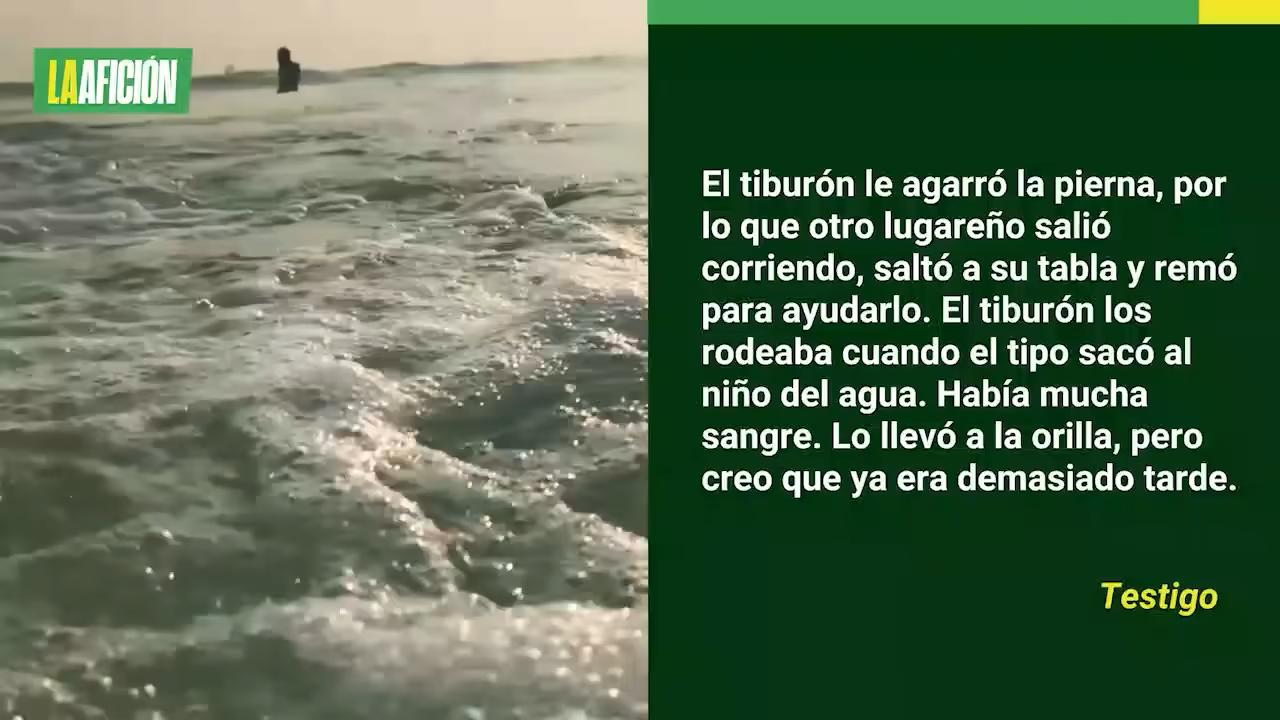 LA AFICIÓN
El tiburón le agarró la pierna, por
lo que otro lugareño salió
corriendo, saltó a su tabla y remó
para ayudarlo. El tiburón los
rodeaba cuando el tipo sacó al
niño del agua. Había mucha
sangre. Lo llevó a la orilla, pero
creo que ya era demasiado tarde.
Testigo